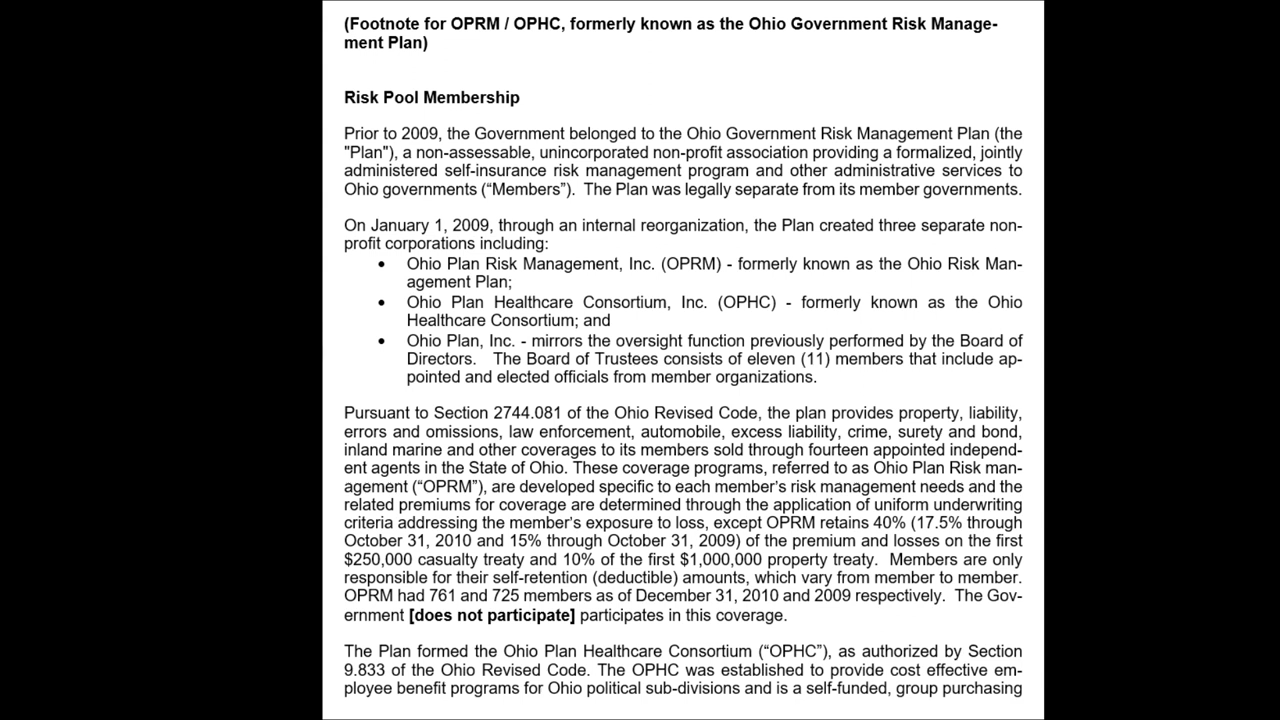 (Footnote for OPRM / OPHC, formerly known as the Ohio Government Risk Manage-
ment Plan)
Risk Pool Membership
Prior to 2009, the Government belonged to the Ohio Government Risk Management Plan (the
"Plan"), a non-assessable, unincorporated non-profit association providing a formalized, jointly
administered self-insurance risk management program and other administrative services to
Ohio governments (“Members”).  The Plan was legally separate from its member governments.
On January 1, 2009, through an internal reorganization, the Plan created three separate non-
profit corporations including:
• Ohio Plan Risk Management, Inc. (OPRM) - formerly known as the Ohio Risk Man-
agement Plan;
• Ohio Plan Healthcare Consortium, Inc. (OPHC) - formerly known as the Ohio
Healthcare Consortium; and
• Ohio Plan, Inc. - mirrors the oversight function previously performed by the Board of
Directors.   The Board of Trustees consists of eleven (11) members that include ap-
pointed and elected officials from member organizations.
Pursuant to Section 2744.081 of the Ohio Revised Code, the plan provides property, liability,
errors and omissions, law enforcement, automobile, excess liability, crime, surety and bond,
inland marine and other coverages to its members sold through fourteen appointed independ-
ent agents in the State of Ohio. These coverage programs, referred to as Ohio Plan Risk man-
agement (“OPRM”), are developed specific to each member’s risk management needs and the
related premiums for coverage are determined through the application of uniform underwriting
criteria addressing the member’s exposure to loss, except OPRM retains 40% (17.5% through
October 31, 2010 and 15% through October 31, 2009) of the premium and losses on the first
$250,000 casualty treaty and 10% of the first $1,000,000 property treaty.  Members are only
responsible for their self-retention (deductible) amounts, which vary from member to member.
OPRM had 761 and 725 members as of December 31, 2010 and 2009 respectively.  The Gov-
ernment [does not participate] participates in this coverage.
The Plan formed the Ohio Plan Healthcare Consortium (“OPHC”), as authorized by Section
9.833 of the Ohio Revised Code. The OPHC was established to provide cost effective em-
ployee benefit programs for Ohio political sub-divisions and is a self-funded, group purchasing